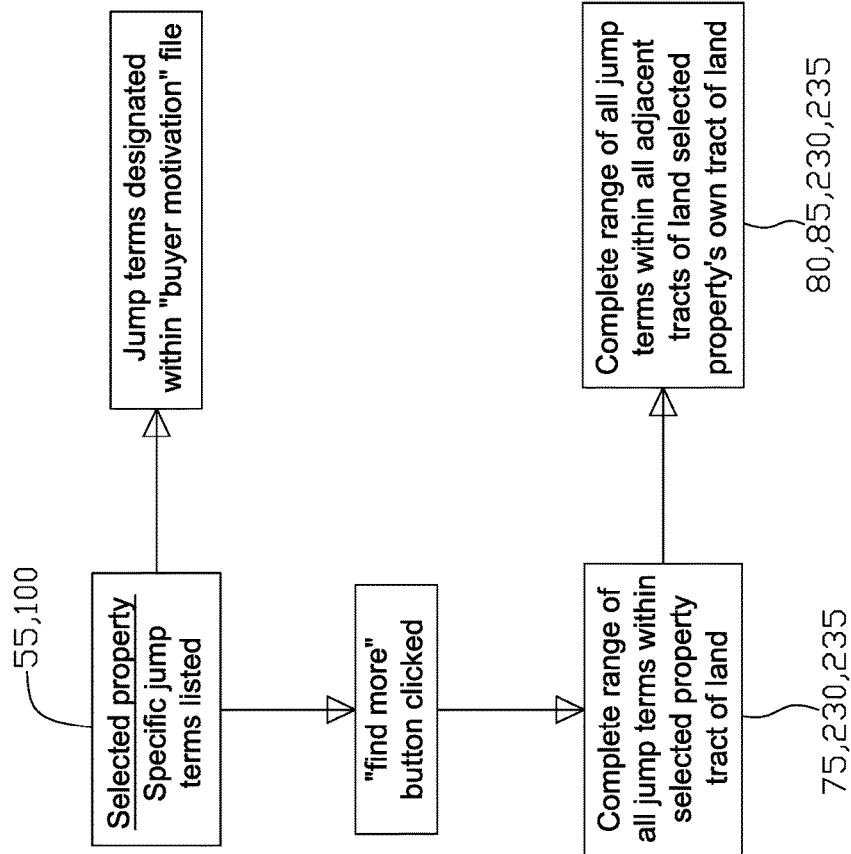 55,100
Selected property
Specific jump
terms listed
Jump terms designated
within "buyer motivation" file
"find more"
button clicked
Complete range of
all jump terms within
selected property
tract of land
75,230,235
Complete range of all jump
terms within all adjacent
tracts of land selected
property's own tract of land
80,85,230,235